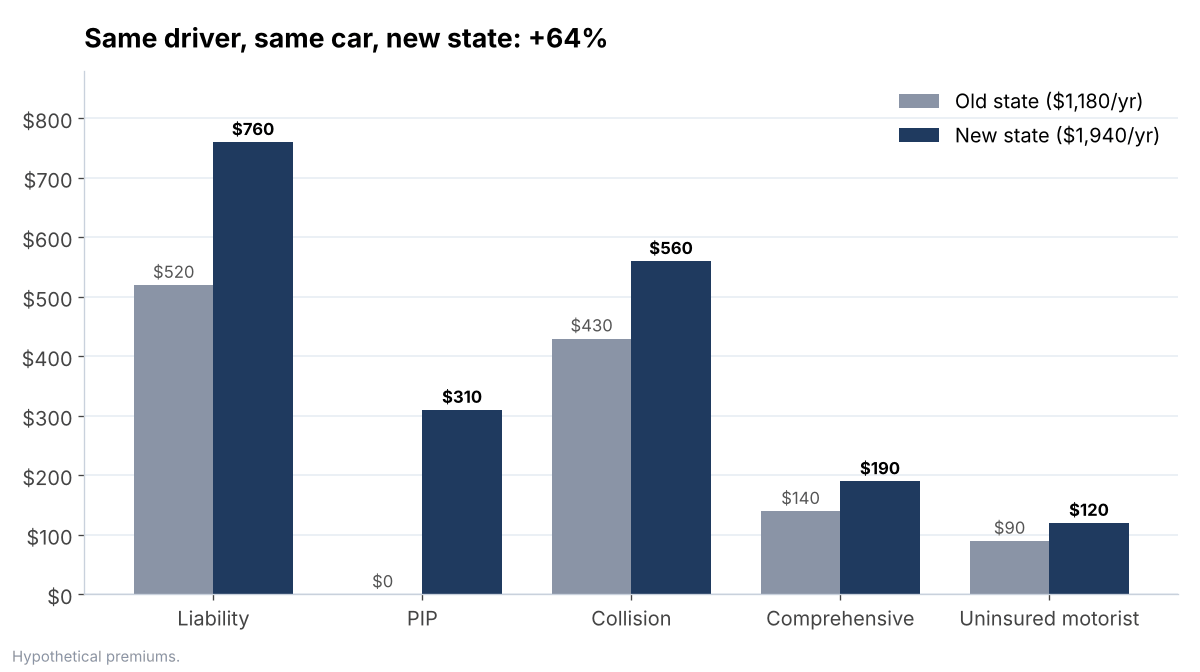 Same driver, same car, new state: +64%
Old state ($1,180/yr)
New state ($1,940/yr)
$800
$700
$600
$500
$400
$300
$200
$100
$0
$520
$760
$0
$310
$430
$560
$140
$190
$90
$120
Liability
PIP
Collision
Comprehensive
Uninsured motorist
Hypothetical premiums.